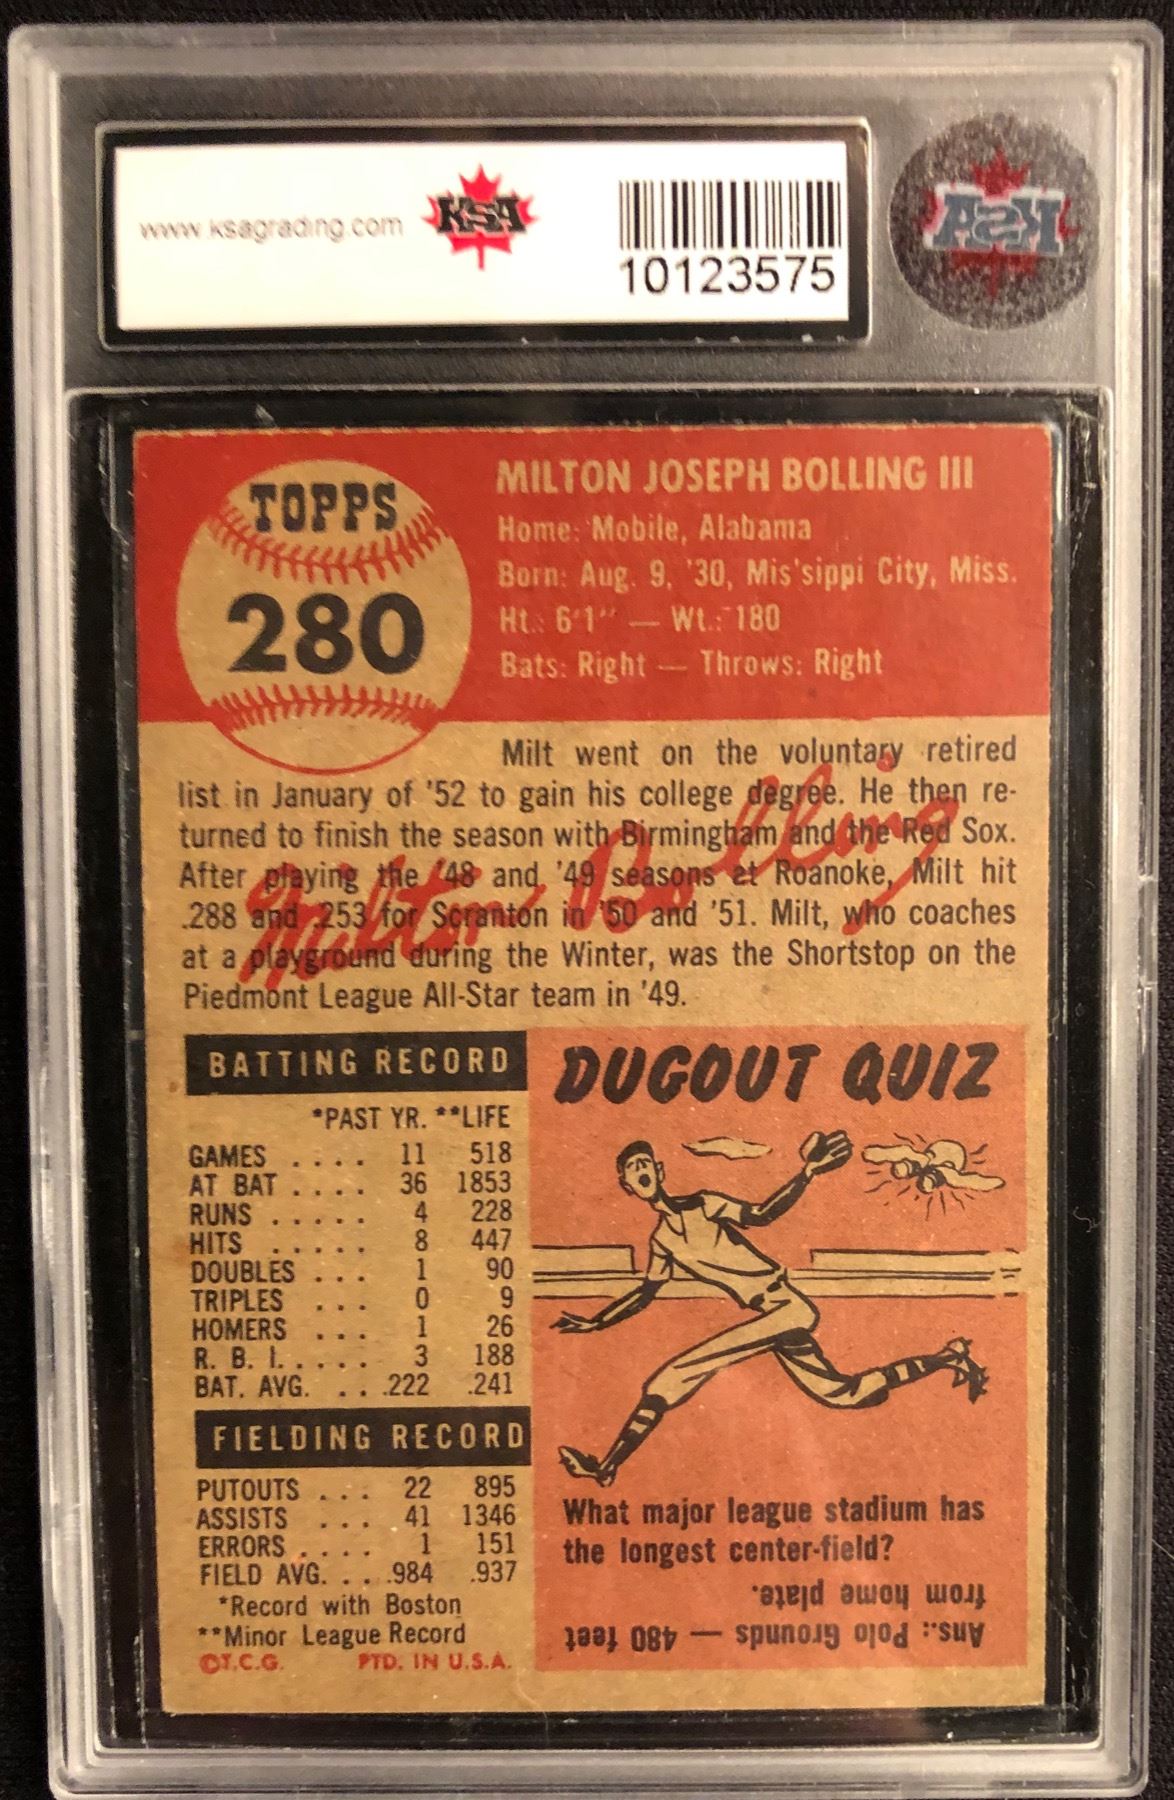 www.ksagrading.com
KSA
10123575
KSA
TOPPS
280
MILTON JOSEPH BOLLING III
Home: Mobile, Alabama
Born: Aug. 9, '30, Mis'sippi City, Miss.
Ht.: 6'1" — Wt.: 180
Bats: Right — Throws: Right
Milt went on the voluntary retired
list in January of '52 to gain his college degree. He then re-
turned to finish the season with Birmingham and the Red Sox.
After playing the '48 and '49 seasons at Roanoke, Milt hit
.288 and .253 for Scranton in '50 and '51. Milt, who coaches
at a playground during the Winter, was the Shortstop on the
Piedmont League All-Star team in '49.
Milton Bolling
BATTING RECORD
*PAST YR. **LIFE
GAMES .... 11 518
AT BAT .... 36 1853
RUNS ..... 4 228
HITS ..... 8 447
DOUBLES ... 1 90
TRIPLES ... 0 9
HOMERS ... 1 26
R. B. I. .... 3 188
BAT. AVG. .. .222 .241
FIELDING RECORD
PUTOUTS ... 22 895
ASSISTS ... 41 1346
ERRORS .... 1 151
FIELD AVG. .. .984 .937
*Record with Boston
**Minor League Record
©T.C.G. PTD. IN U.S.A.
DUGOUT QUIZ
What major league stadium has
the longest center-field?
Ans.: Polo Grounds — 480 feet
from home plate.